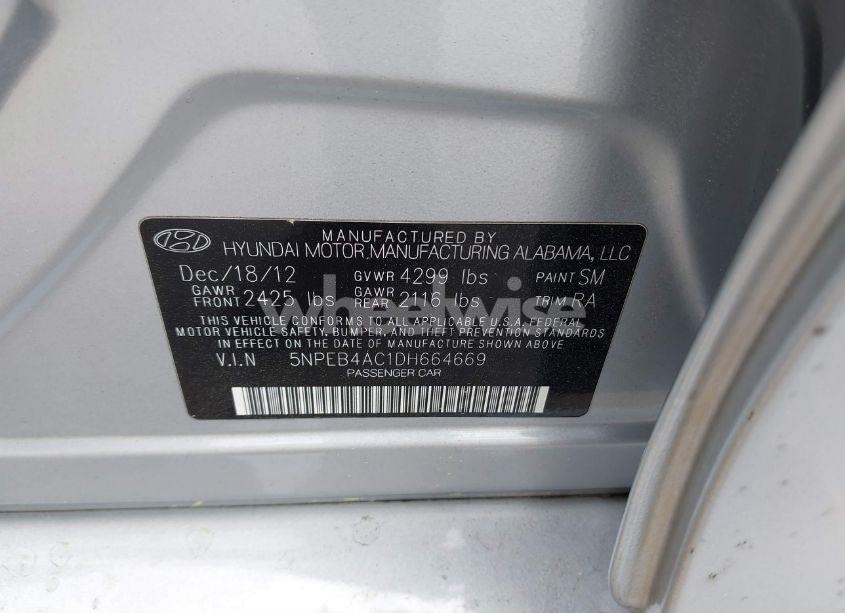 MANUFACTURED BY
HYUNDAI MOTOR MANUFACTURING ALABAMA, LLC
Dec/18/12 GVWR 4299 lbs PAINT SM
GAWR FRONT 2425 lbs GAWR REAR 2116 lbs TRIM RA
wheelwise
THIS VEHICLE CONFORMS TO ALL APPLICABLE U.S.A. FEDERAL
MOTOR VEHICLE SAFETY, BUMPER, AND THEFT PREVENTION STANDARDS
IN EFFECT ON THE DATE OF MANUFACTURE SHOWN ABOVE
V.I.N 5NPEB4AC1DH664669
PASSENGER CAR